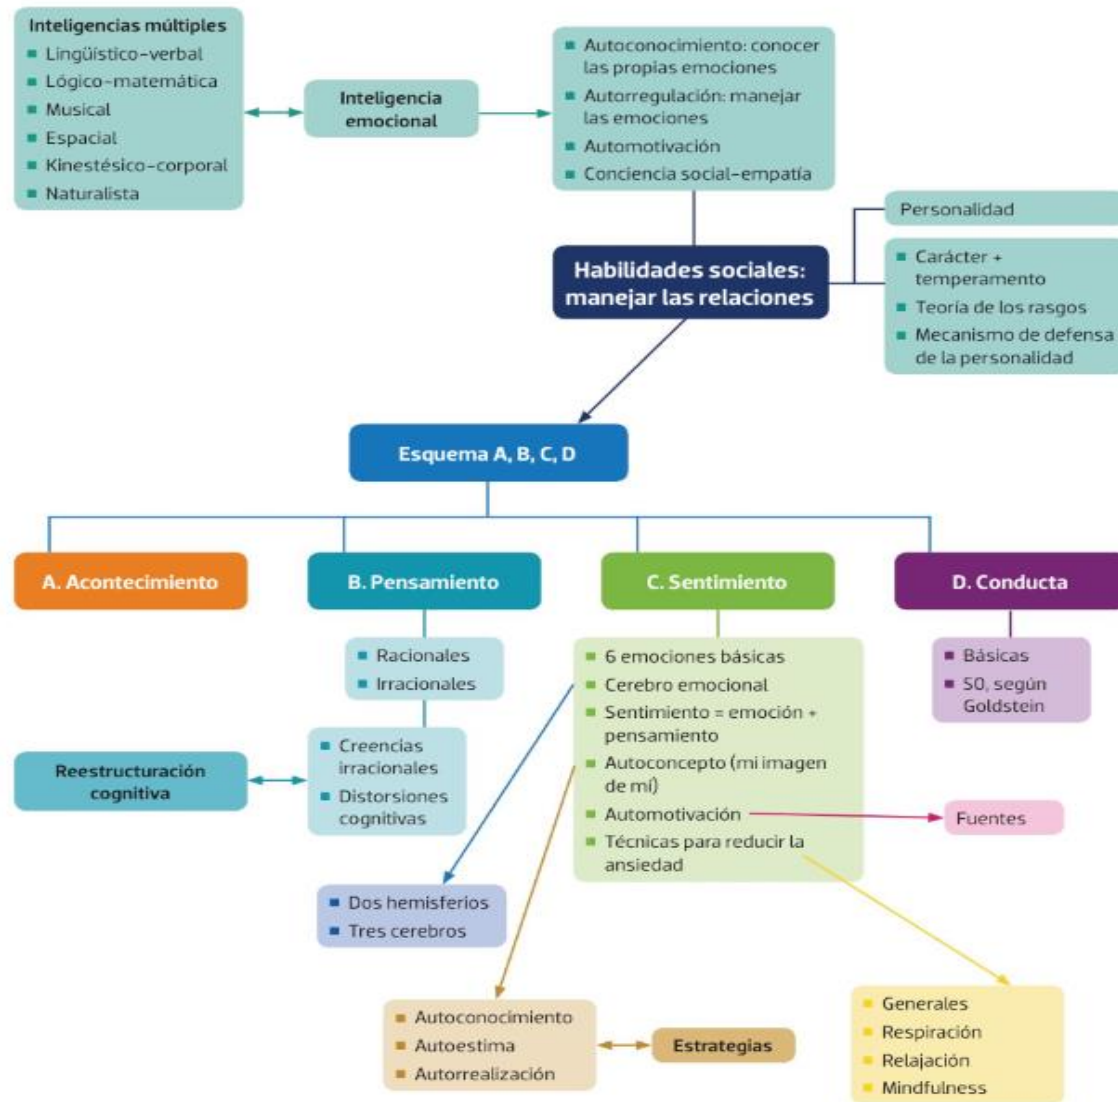 Inteligencias múltiples
Lingüístico-verbal
Lógico-matemática
Musical
Espacial
Kinestésico-corporal
Naturalista
Inteligencia
emocional
Autoconocimiento: conocer
las propias emociones
Autorregulación: manejar
las emociones
Automotivación
Conciencia social-empatía
Personalidad
Carácter +
temperamento
Teoría de los rasgos
Mecanismo de defensa
de la personalidad
Habilidades sociales:
manejar las relaciones
Esquema A, B, C, D
A. Acontecimiento
B. Pensamiento
C. Sentimiento
D. Conducta
Racionales
Irracionales
Creencias
irracionales
Distorsiones
cognitivas
Reestructuración
cognitiva
6 emociones básicas
Cerebro emocional
Sentimiento = emoción +
pensamiento
Autoconcepto (mi imagen
de mí)
Automotivación
Técnicas para reducir la
ansiedad
Básicas
50, según
Goldstein
Fuentes
Dos hemisferios
Tres cerebros
Autoconocimiento
Autoestima
Autorrealización
Estrategias
Generales
Respiración
Relajación
Mindfulness